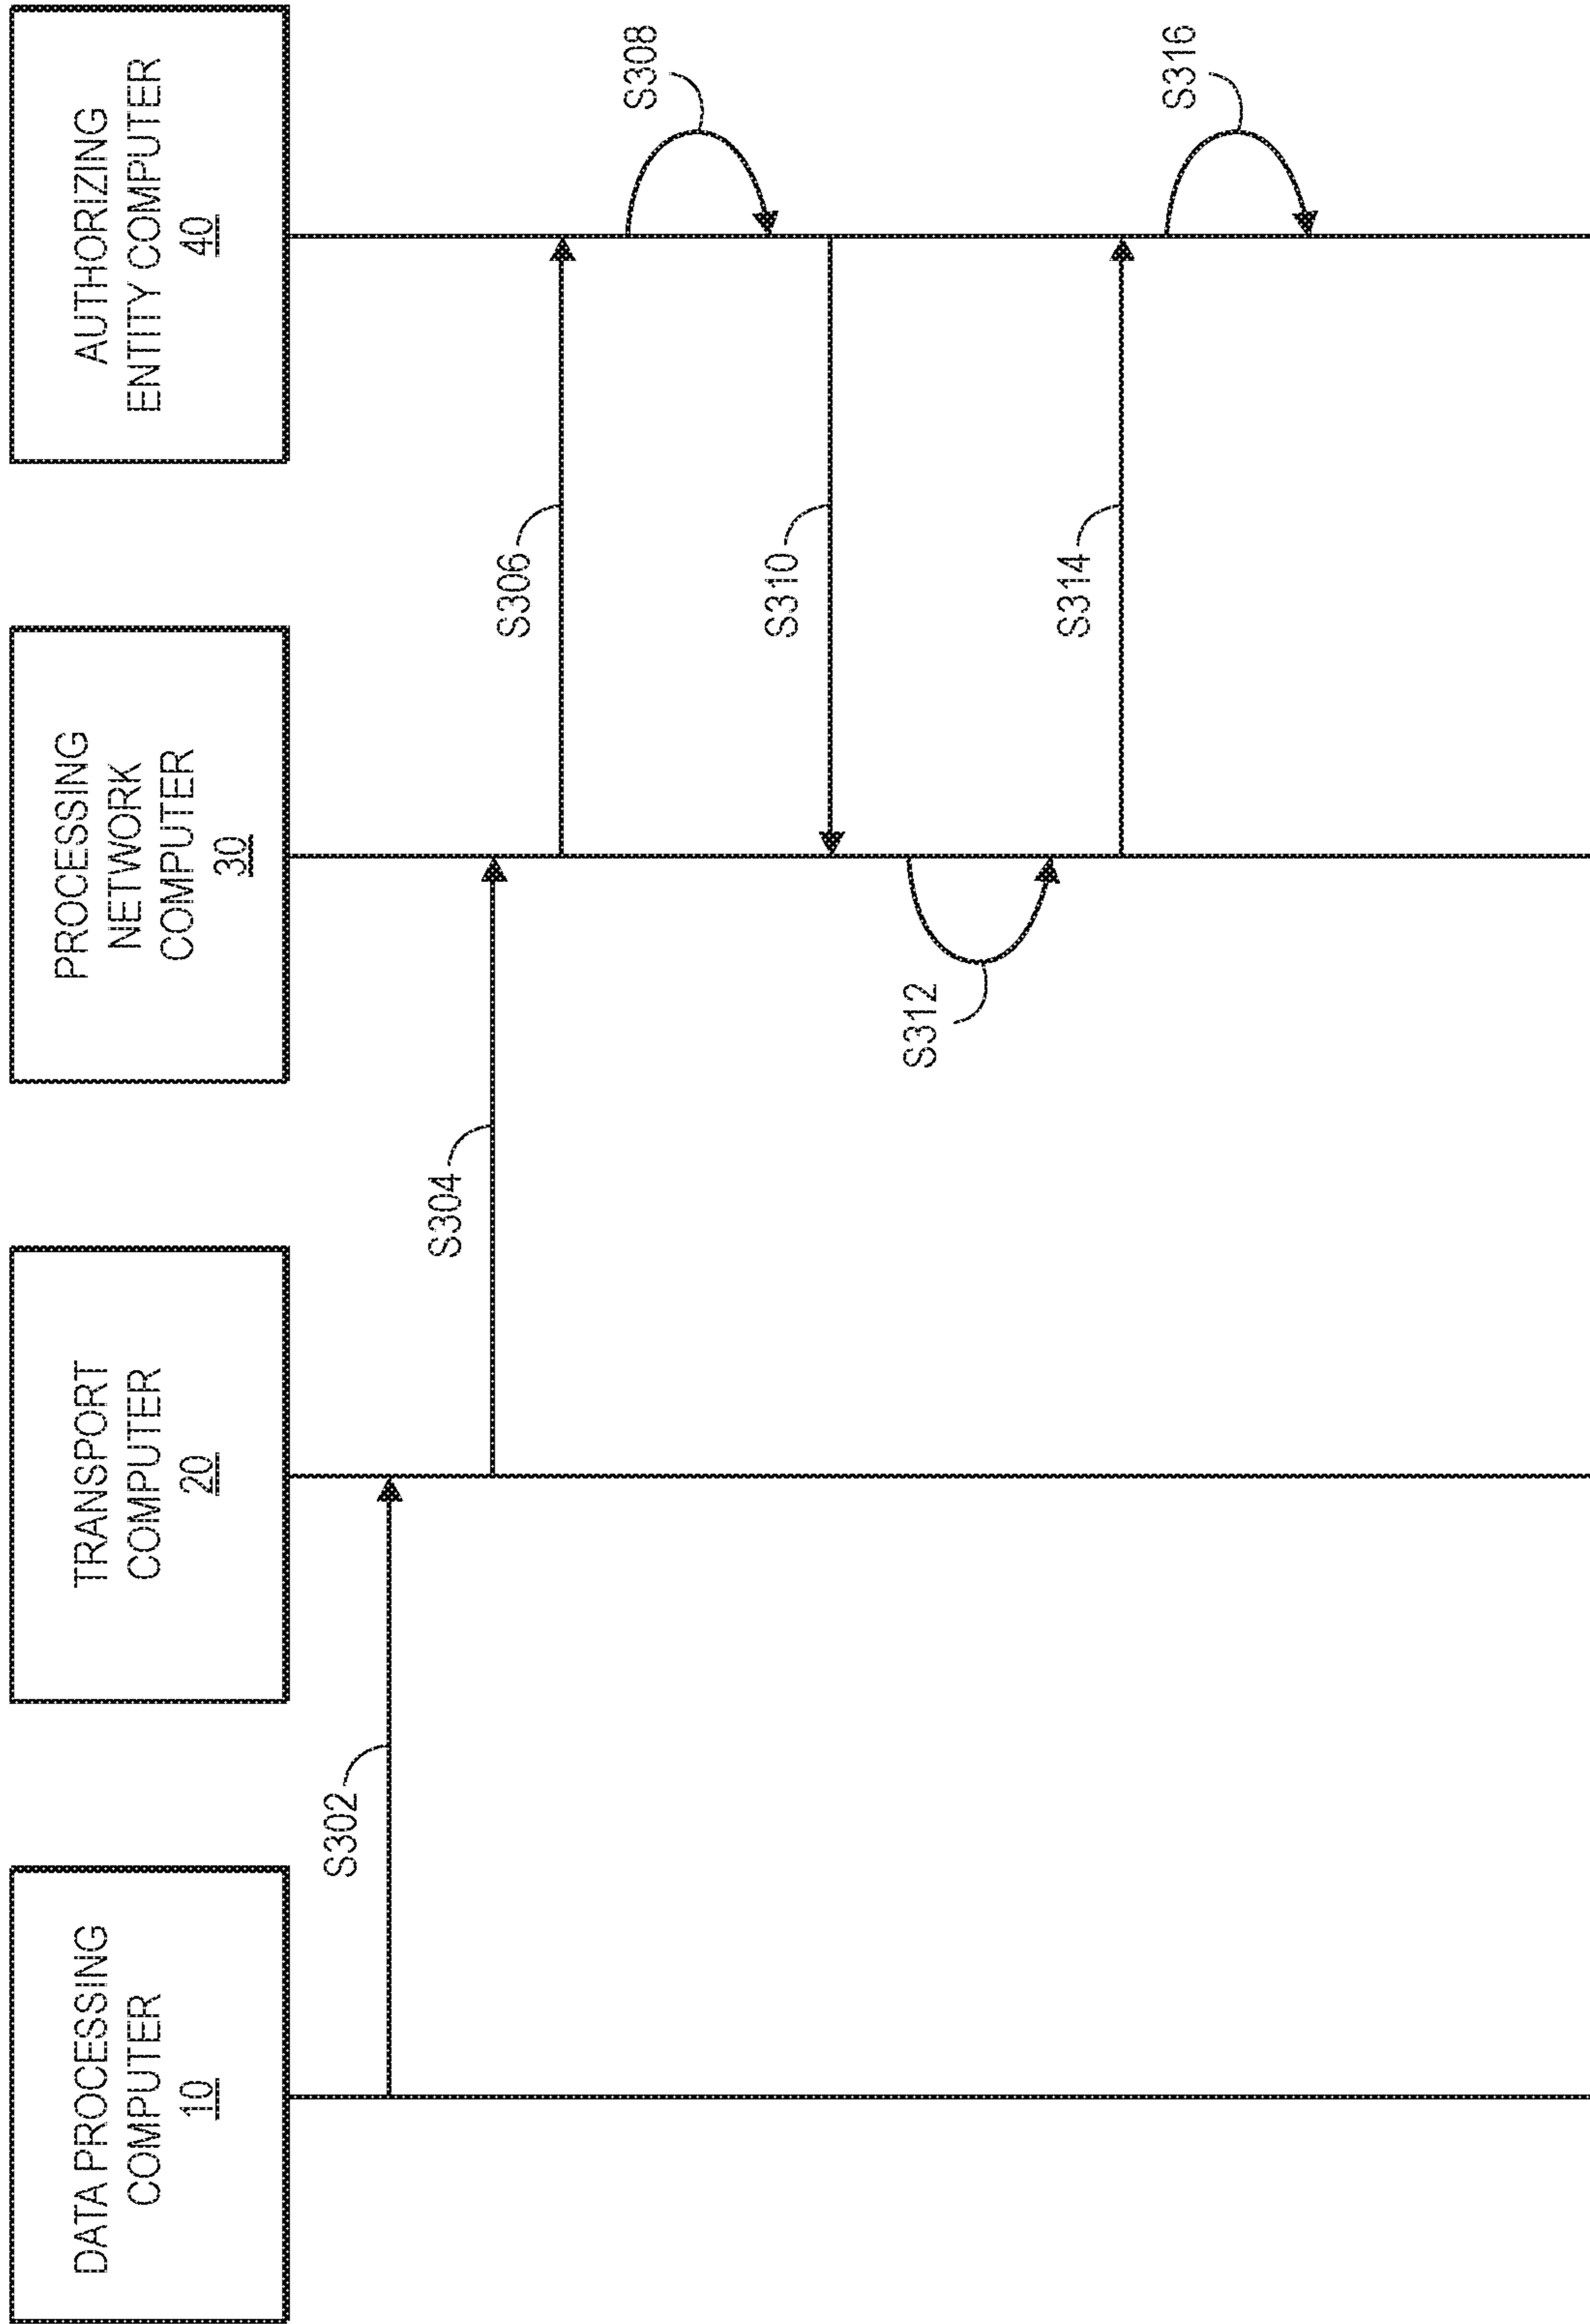 DATA PROCESSING
COMPUTER
10
TRANSPORT
COMPUTER
20
PROCESSING
NETWORK
COMPUTER
30
AUTHORIZING
ENTITY COMPUTER
40
S302
S304
S306
S308
S310
S312
S314
S316